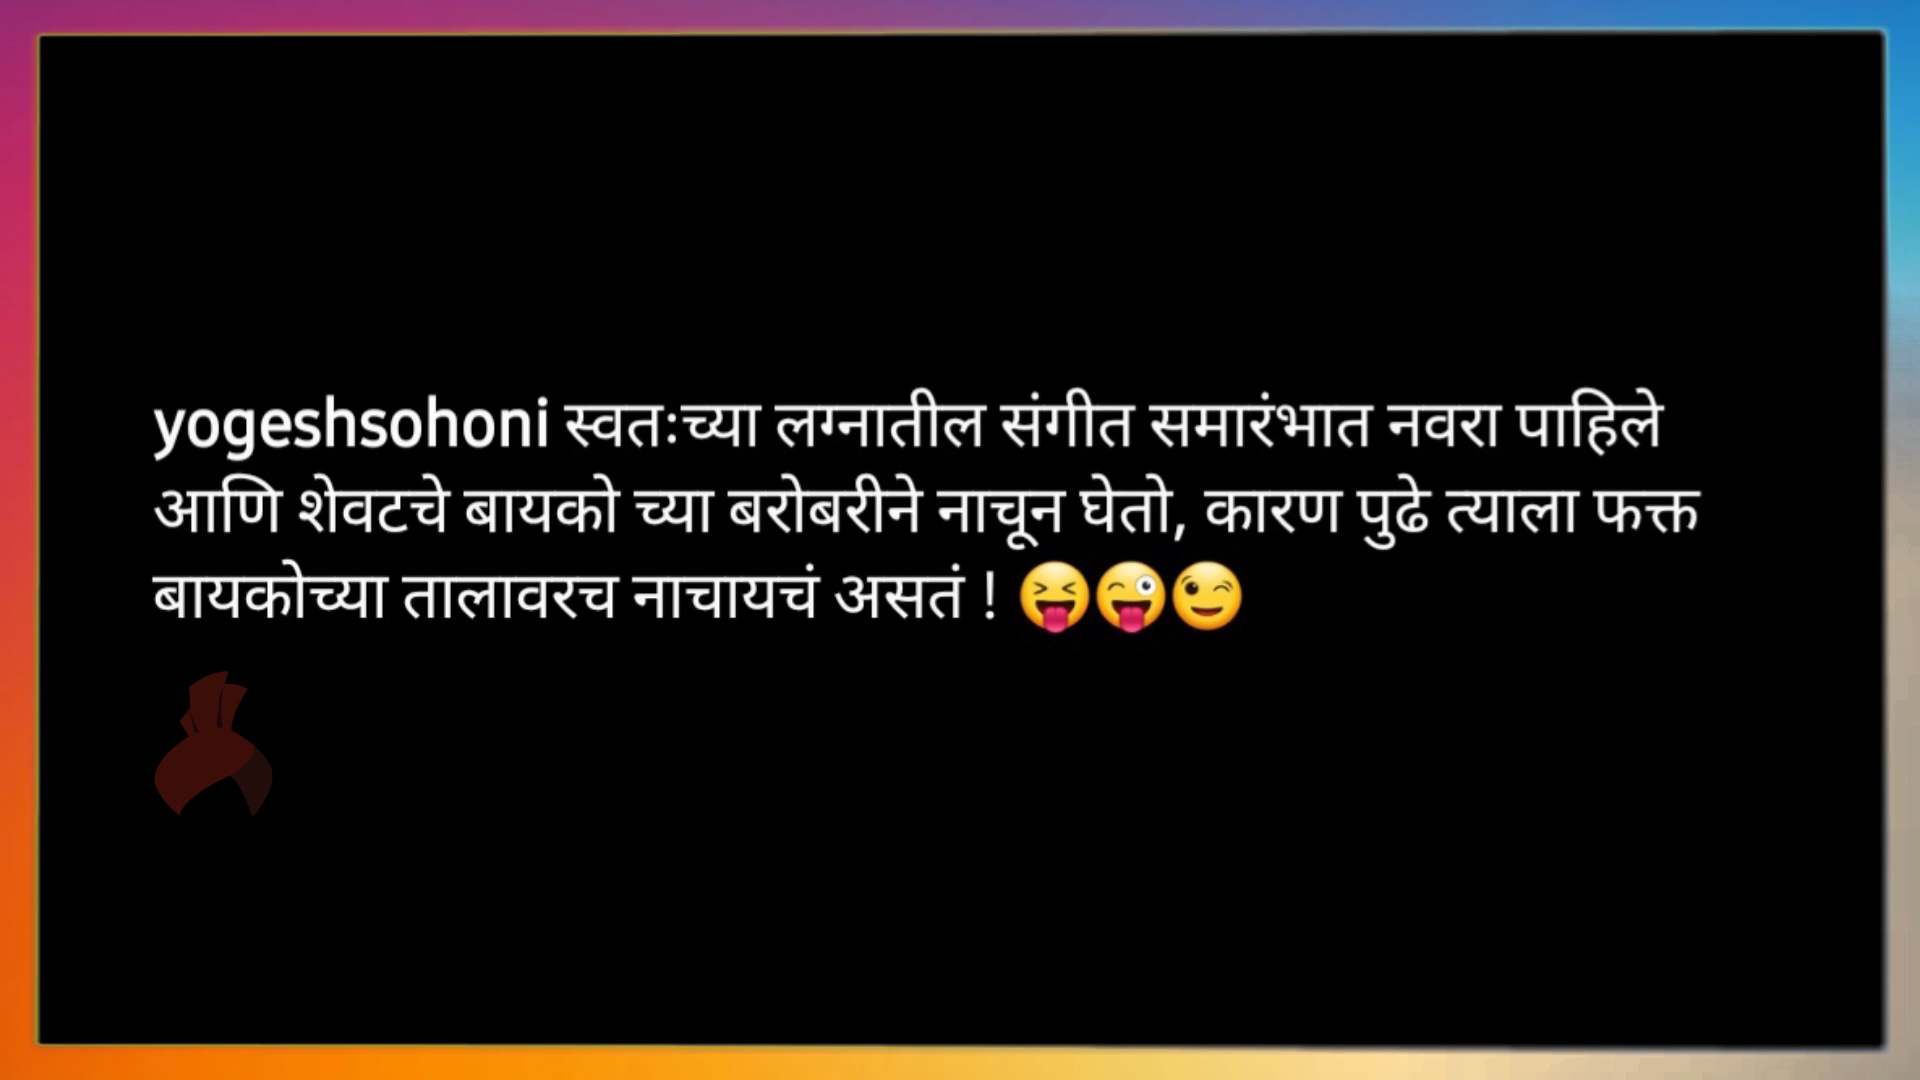 yogeshsohoni स्वतःच्या लग्नातील संगीत समारंभात नवरा पाहिले
आणि शेवटचे बायको च्या बरोबरीने नाचून घेतो, कारण पुढे त्याला फक्त
बायकोच्या तालावरच नाचायचं असतं ! 😝😜😉